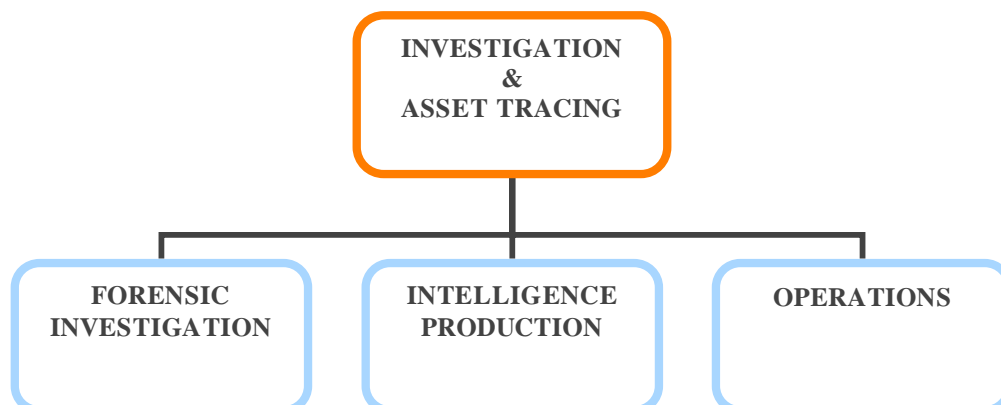 INVESTIGATION
&
ASSET TRACING
FORENSIC
INVESTIGATION
INTELLIGENCE
PRODUCTION
OPERATIONS